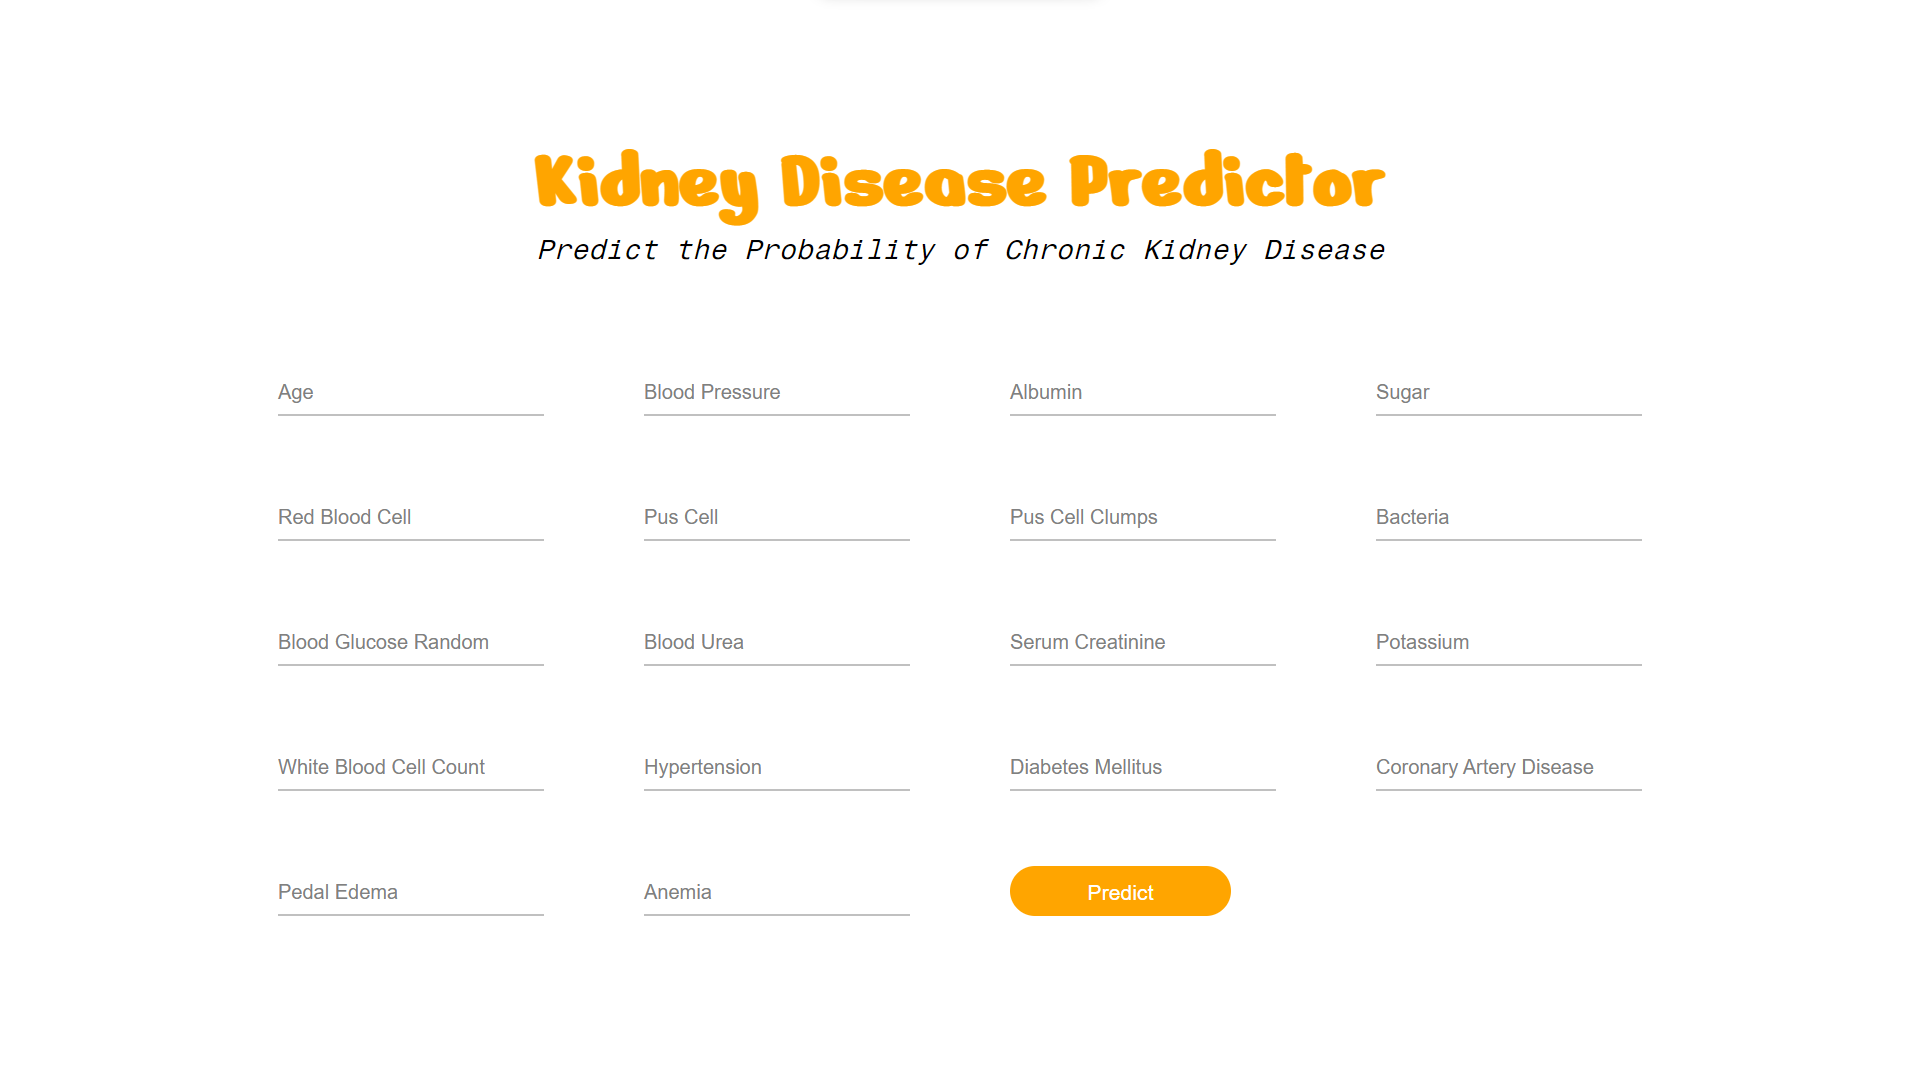 Kidney Disease Predictor
Predict the Probability of Chronic Kidney Disease
Age
Blood Pressure
Albumin
Sugar
Red Blood Cell
Pus Cell
Pus Cell Clumps
Bacteria
Blood Glucose Random
Blood Urea
Serum Creatinine
Potassium
White Blood Cell Count
Hypertension
Diabetes Mellitus
Coronary Artery Disease
Pedal Edema
Anemia
Predict